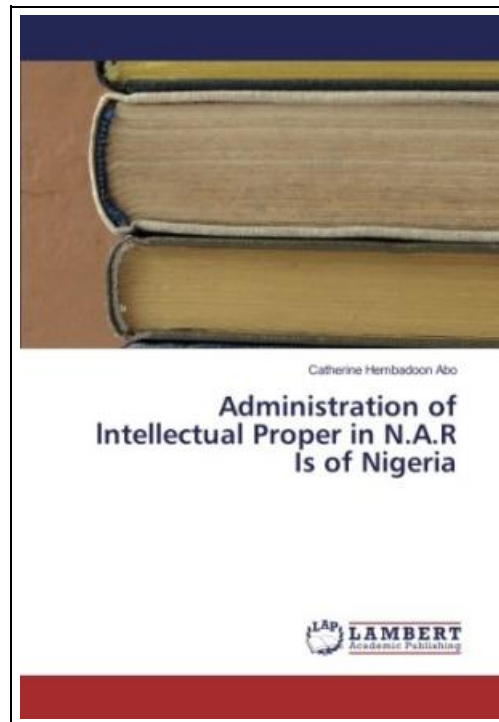 Catherine Hembadoon Abo
Administration of
Intellectual Proper in N.A.R
Is of Nigeria
LAP
LAMBERT
Academic Publishing